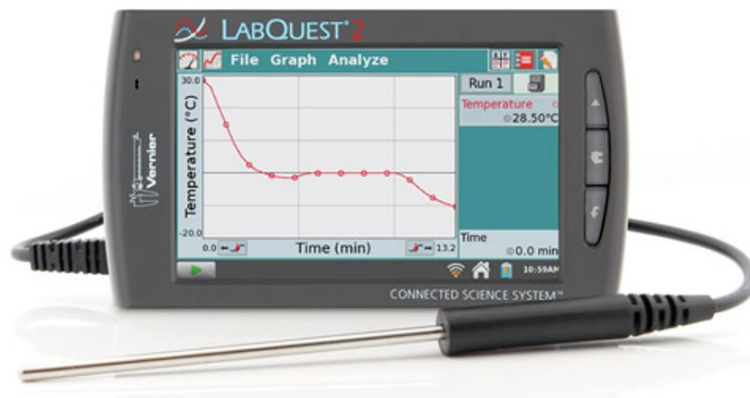 LABQUEST®2
File Graph Analyze
Run 1
30.0
Temperature (°C)
-20.0
Temperature
28.50°C
Time
0.0 min
0.0
Time (min)
13.2
10:59AM
Vernier
CONNECTED SCIENCE SYSTEM™